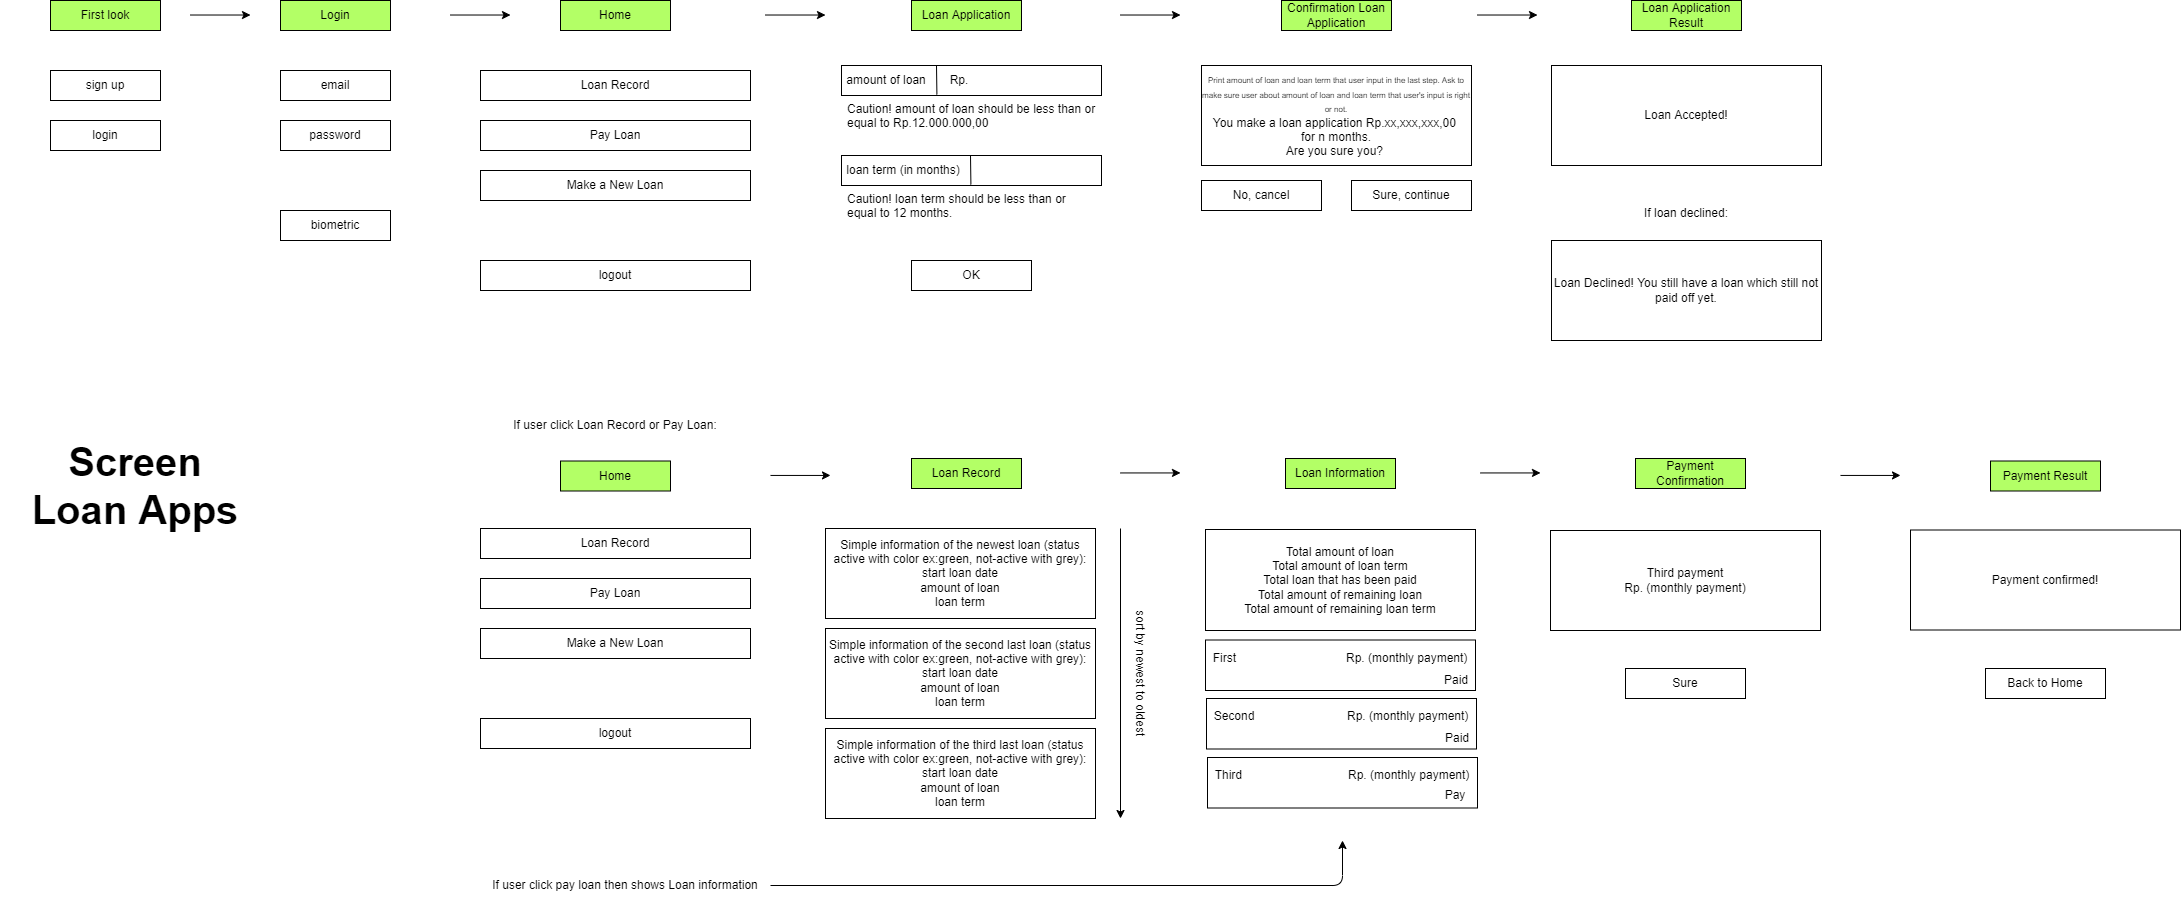 First look
Login
Home
Loan Application
Confirmation Loan
Application
Loan Application
Result
sign up
login
email
password
biometric
Loan Record
Pay Loan
Make a New Loan
logout
amount of loan
Rp.
Caution! amount of loan should be less than or
equal to Rp.12.000.000,00
loan term (in months)
Caution! loan term should be less than or
equal to 12 months.
OK
Print amount of loan and loan term that user input in the last step. Ask to
make sure user about amount of loan and loan term that user's input is right
or not.
You make a loan application Rp.xx,xxx,xxx,00
for n months.
Are you sure you?
No, cancel
Sure, continue
Loan Accepted!
If loan declined:
Loan Declined! You still have a loan which still not
paid off yet.
Screen
Loan Apps
If user click Loan Record or Pay Loan:
Home
Loan Record
Loan Information
Payment
Confirmation
Payment Result
Loan Record
Pay Loan
Make a New Loan
logout
Simple information of the newest loan (status
active with color ex:green, not-active with grey):
start loan date
amount of loan
loan term
Simple information of the second last loan (status
active with color ex:green, not-active with grey):
start loan date
amount of loan
loan term
Simple information of the third last loan (status
active with color ex:green, not-active with grey):
start loan date
amount of loan
loan term
sort by newest to oldest
Total amount of loan
Total amount of loan term
Total loan that has been paid
Total amount of remaining loan
Total amount of remaining loan term
First
Rp. (monthly payment)
Paid
Second
Rp. (monthly payment)
Paid
Third
Rp. (monthly payment)
Pay
Third payment
Rp. (monthly payment)
Sure
Payment confirmed!
Back to Home
If user click pay loan then shows Loan information